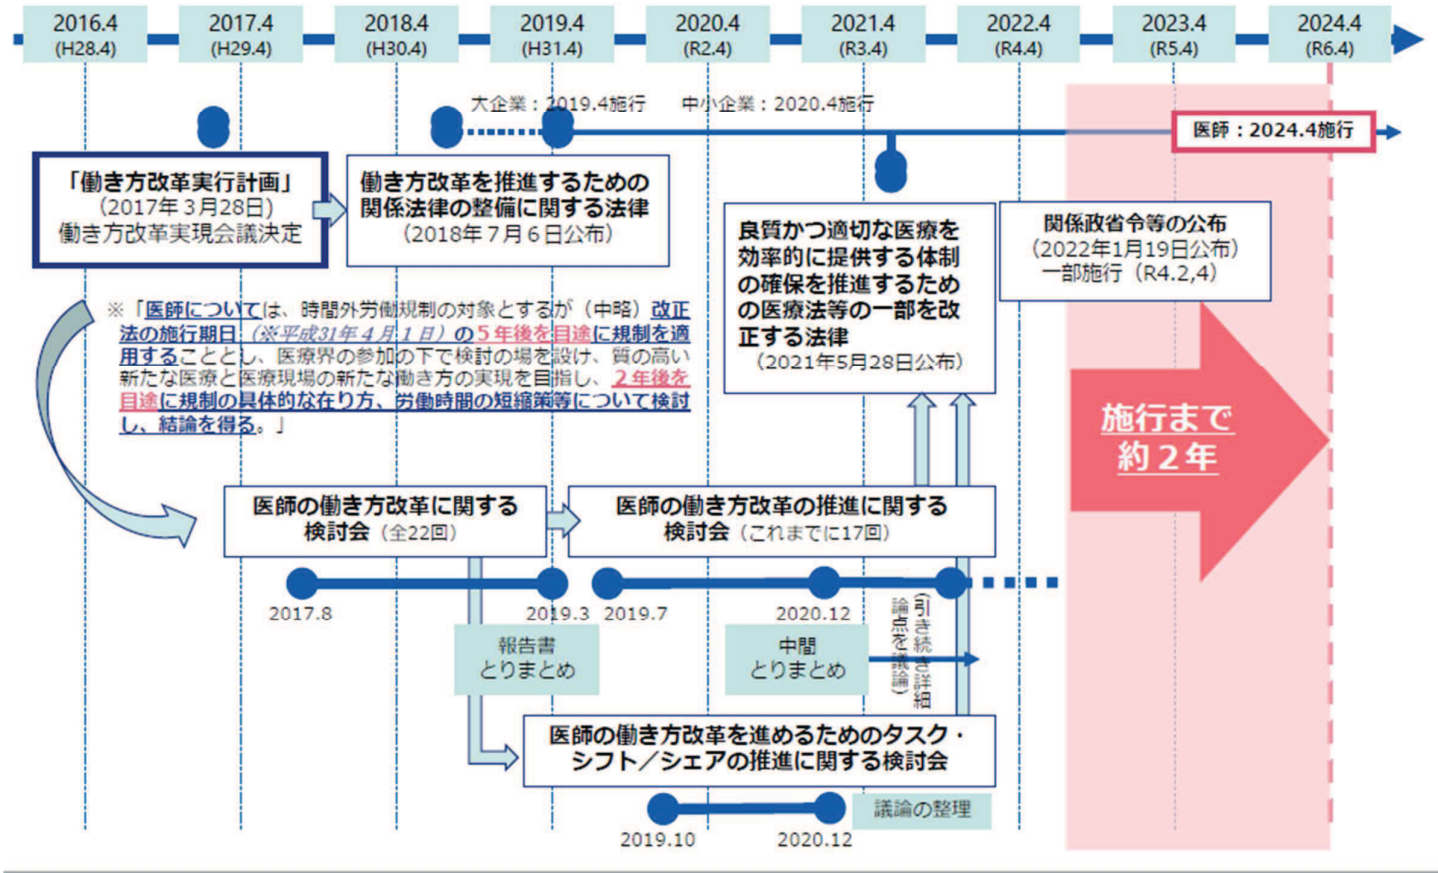 2016.4
(H28.4)
2017.4
(H29.4)
2018.4
(H30.4)
2019.4
(H31.4)
2020.4
(R2.4)
2021.4
(R3.4)
2022.4
(R4.4)
2023.4
(R5.4)
2024.4
(R6.4)
大企業：2019.4施行
中小企業：2020.4施行
医師：2024.4施行
「働き方改革実行計画」
（2017年３月28日）
働き方改革実現会議決定
働き方改革を推進するための
関係法律の整備に関する法律
（2018年７月６日公布）
良質かつ適切な医療を
効率的に提供する体制
の確保を推進するため
の医療法等の一部を改
正する法律
（2021年5月28日公布）
関係政省令等の公布
（2022年1月19日公布）
一部施行（R4.2,4）
※「医師については、時間外労働規制の対象とするが（中略）改正
法の施行期日（※平成31年４月１日）の５年後を目途に規制を適
用することとし、医療界の参加の下で検討の場を設け、質の高い
新たな医療と医療現場の新たな働き方の実現を目指し、２年後を
目途に規制の具体的な在り方、労働時間の短縮策等について検討
し、結論を得る。」
施行まで
約２年
医師の働き方改革に関する
検討会（全22回）
医師の働き方改革の推進に関する
検討会（これまでに17回）
2017.8
2019.3
2019.7
2020.12
報告書
とりまとめ
中間
とりまとめ
（引き続き詳細
論点を議論）
医師の働き方改革を進めるためのタスク・
シフト／シェアの推進に関する検討会
議論の整理
2019.10
2020.12